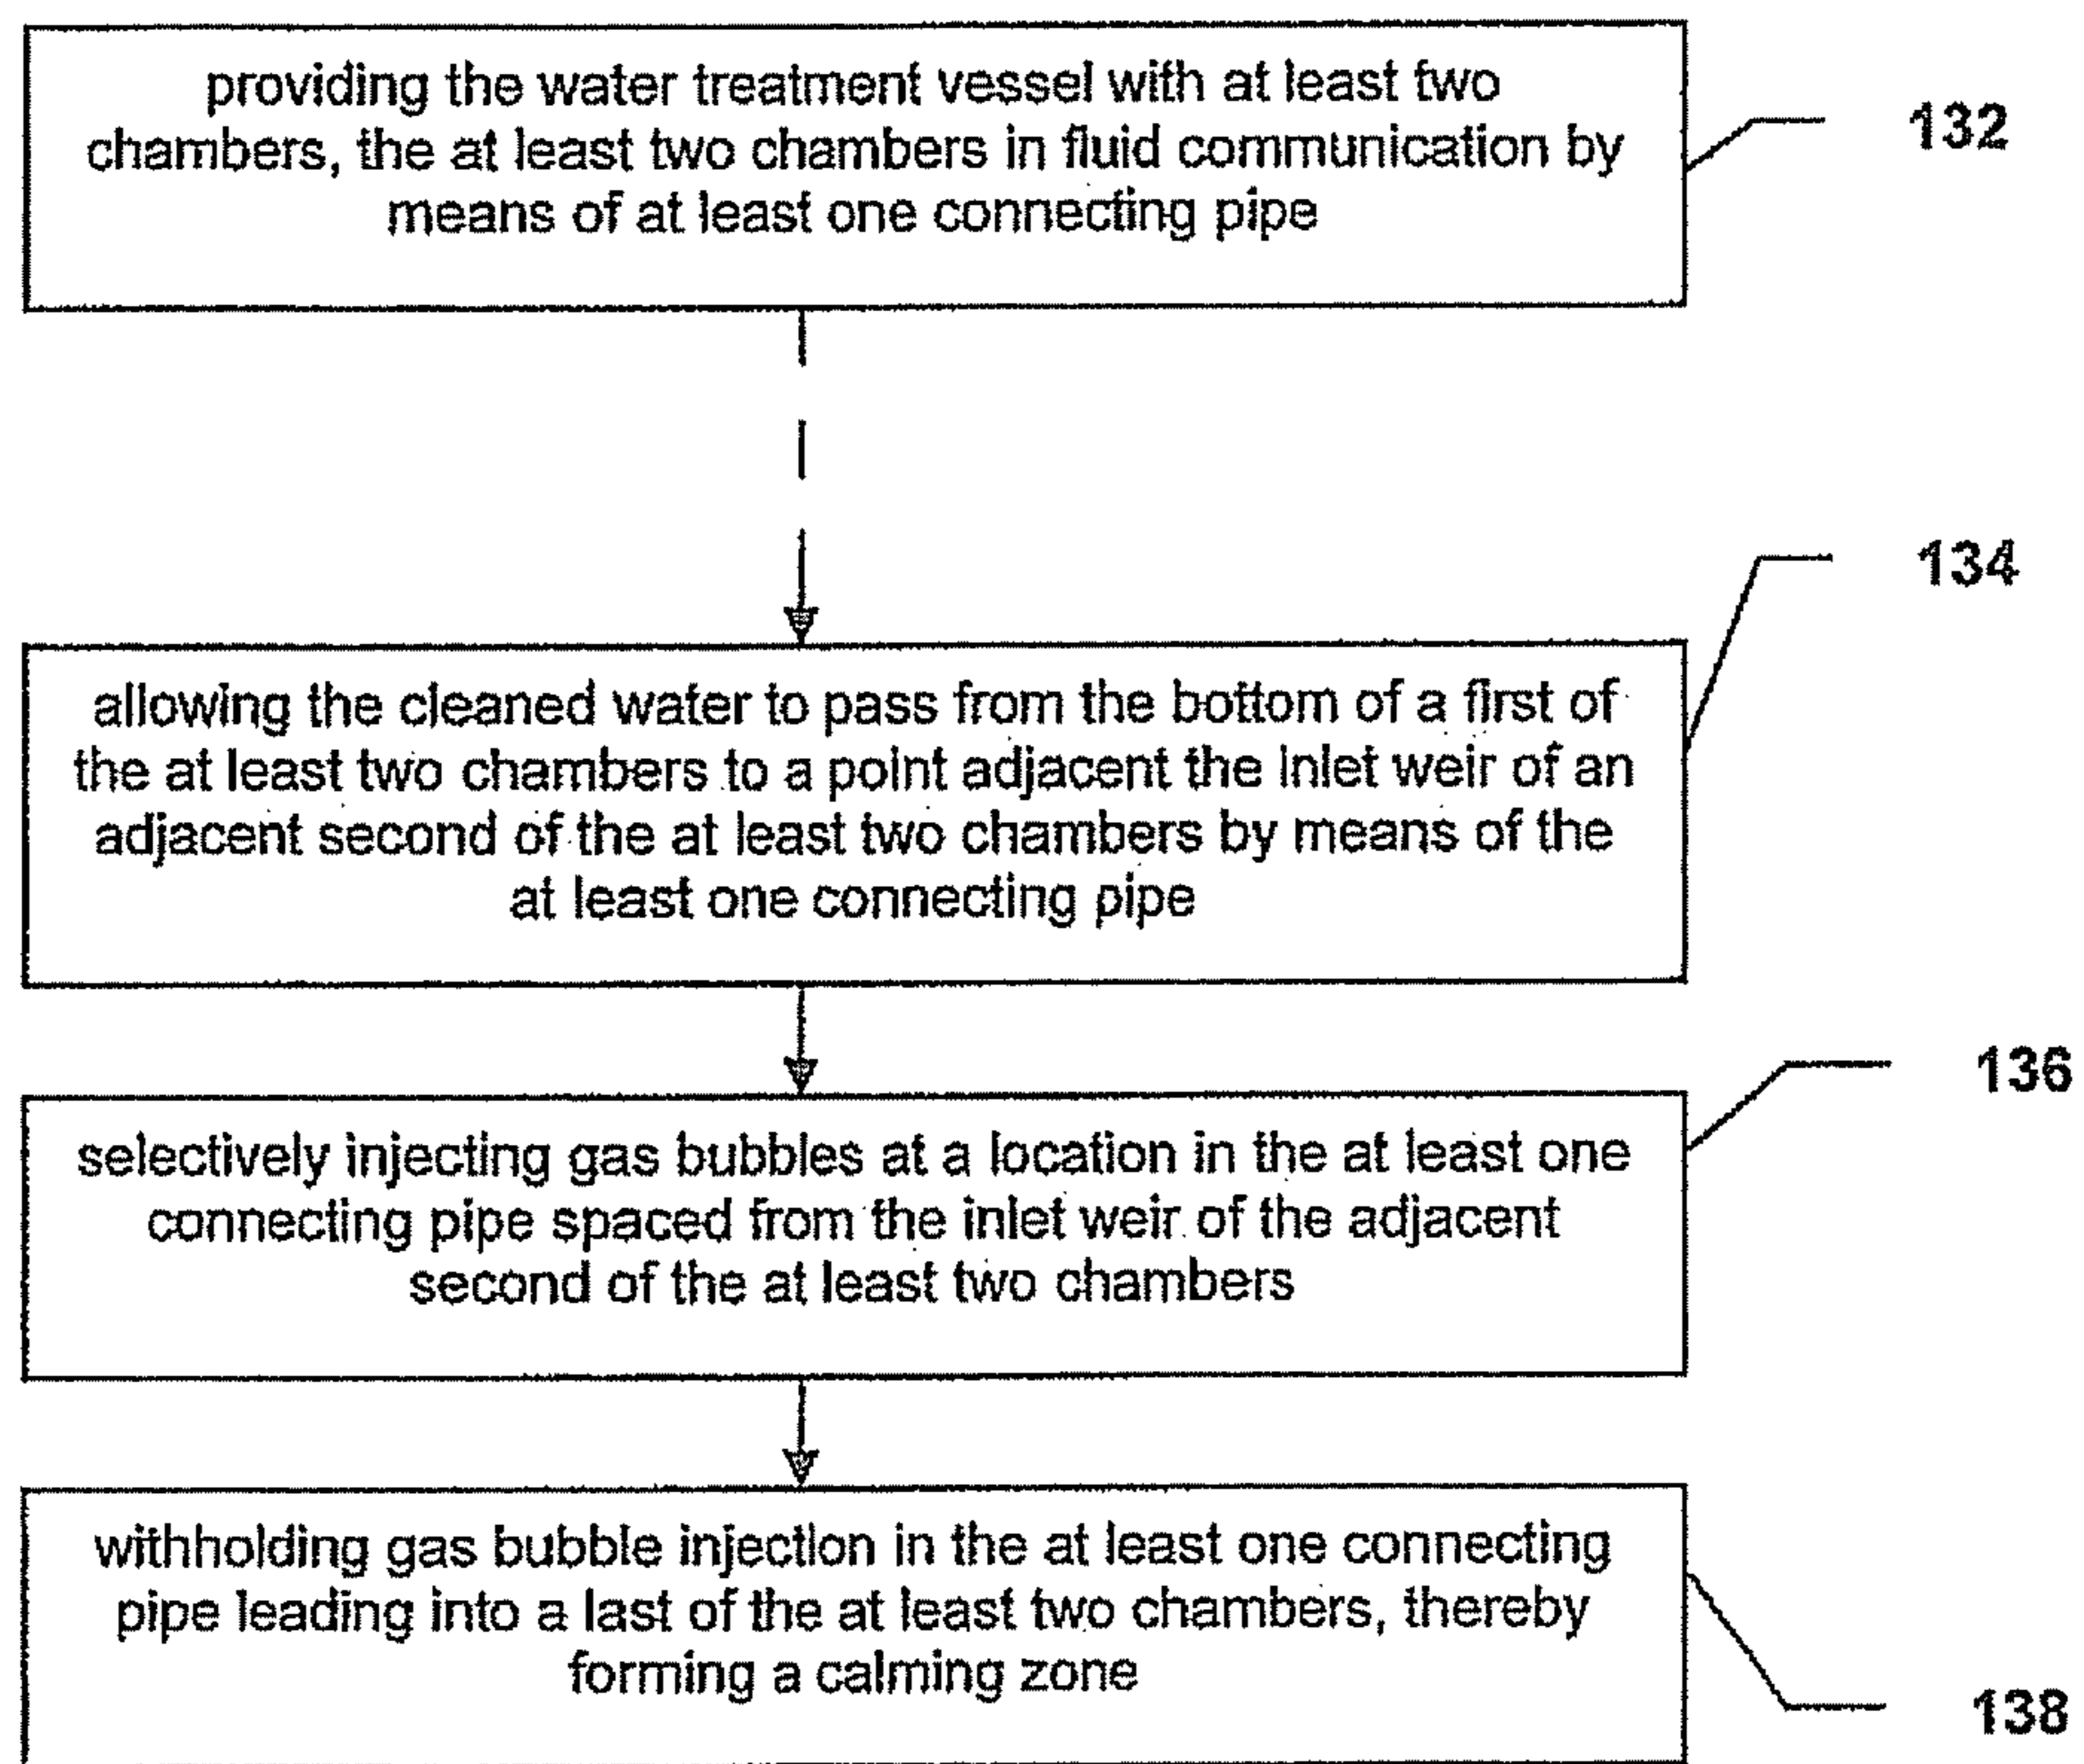 providing the water treatment vessel with at least two
chambers, the at least two chambers in fluid communication by
means of at least one connecting pipe
132
134
allowing the cleaned water to pass from the bottom of a first of
the at least two chambers to a point adjacent the inlet weir of an
adjacent second of the at least two chambers by means of the
at least one connecting pipe
136
selectively injecting gas bubbles at a location in the at least one
connecting pipe spaced from the inlet weir of the adjacent
second of the at least two chambers
withholding gas bubble injection in the at least one connecting
pipe leading into a last of the at least two chambers, thereby
forming a calming zone
138